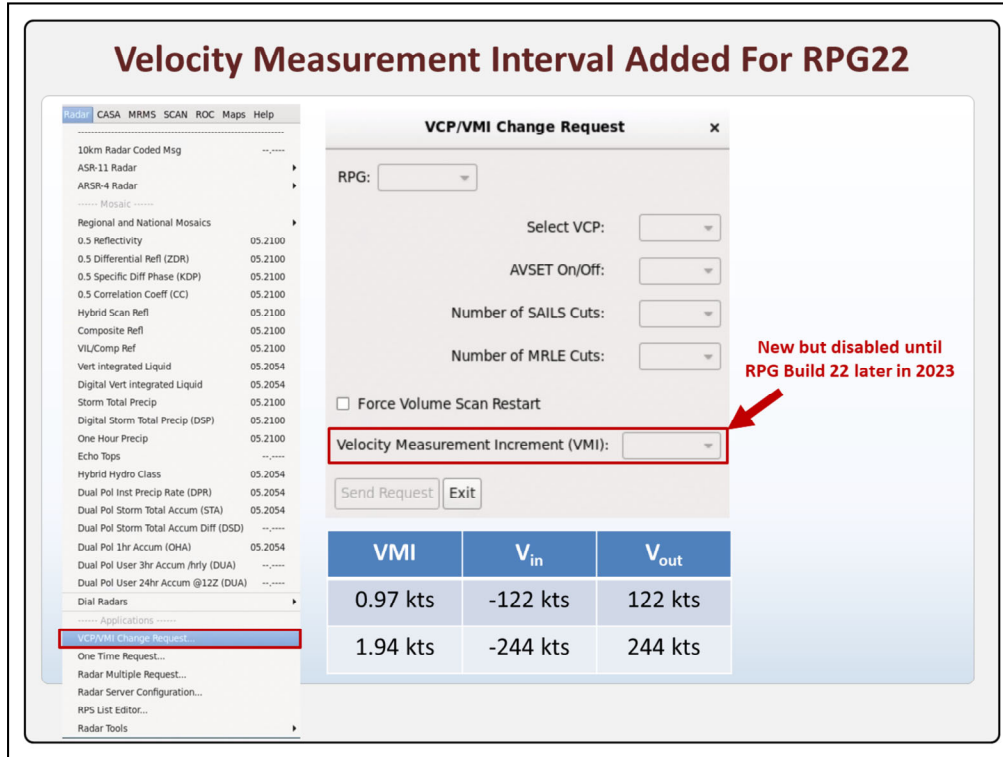 Velocity Measurement Interval Added For RPG22
Radar CASA MRMS SCAN ROC Maps Help
10km Radar Coded Msg --.----
ASR-11 Radar
ARSR-4 Radar
------ Mosaic ------
Regional and National Mosaics
0.5 Reflectivity 05.2100
0.5 Differential Refl (ZDR) 05.2100
0.5 Specific Diff Phase (KDP) 05.2100
0.5 Correlation Coeff (CC) 05.2100
Hybrid Scan Refl 05.2100
Composite Refl 05.2100
VIL/Comp Ref 05.2100
Vert integrated Liquid 05.2054
Digital Vert integrated Liquid 05.2054
Storm Total Precip 05.2100
Digital Storm Total Precip (DSP) 05.2100
One Hour Precip 05.2100
Echo Tops --.----
Hybrid Hydro Class 05.2054
Dual Pol Inst Precip Rate (DPR) 05.2054
Dual Pol Storm Total Accum (STA) 05.2054
Dual Pol Storm Total Accum Diff (DSD) --.----
Dual Pol 1hr Accum (OHA) 05.2054
Dual Pol User 3hr Accum /hrly (DUA) --.----
Dual Pol User 24hr Accum @12Z (DUA) --.----
Dial Radars
------ Applications ------
VCP/VMI Change Request...
One Time Request...
Radar Multiple Request...
Radar Server Configuration...
RPS List Editor...
Radar Tools
VCP/VMI Change Request ×
RPG:
Select VCP:
AVSET On/Off:
Number of SAILS Cuts:
Number of MRLE Cuts:
Force Volume Scan Restart
Velocity Measurement Increment (VMI):
Send Request Exit
New but disabled until
RPG Build 22 later in 2023
VMI Vin Vout
0.97 kts -122 kts 122 kts
1.94 kts -244 kts 244 kts